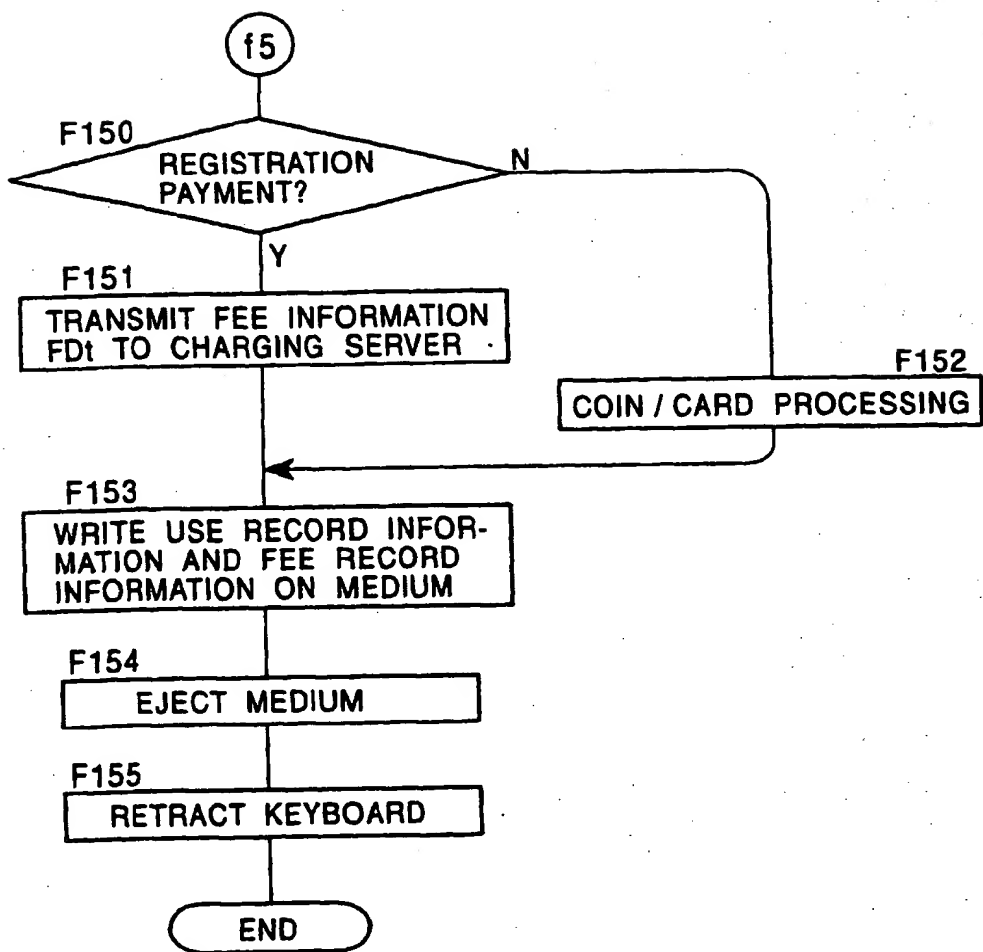 f5
F150
REGISTRATION
PAYMENT?
N
Y
F151
TRANSMIT FEE INFORMATION
FDt TO CHARGING SERVER
F152
COIN / CARD PROCESSING
F153
WRITE USE RECORD INFOR-
MATION AND FEE RECORD
INFORMATION ON MEDIUM
F154
EJECT MEDIUM
F155
RETRACT KEYBOARD
END